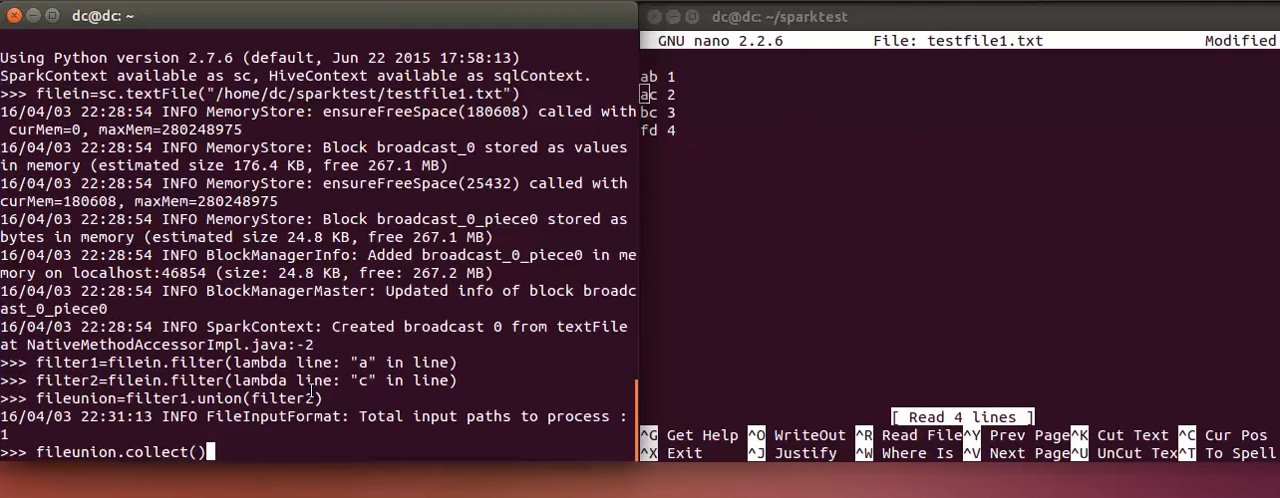 dc@dc: ~
Using Python version 2.7.6 (default, Jun 22 2015 17:58:13)
SparkContext available as sc, HiveContext available as sqlContext.
>>> filein=sc.textFile("/home/dc/sparktest/testfile1.txt")
16/04/03 22:28:54 INFO MemoryStore: ensureFreeSpace(180608) called with
 curMem=0, maxMem=280248975
16/04/03 22:28:54 INFO MemoryStore: Block broadcast_0 stored as values
in memory (estimated size 176.4 KB, free 267.1 MB)
16/04/03 22:28:54 INFO MemoryStore: ensureFreeSpace(25432) called with
curMem=180608, maxMem=280248975
16/04/03 22:28:54 INFO MemoryStore: Block broadcast_0_piece0 stored as
bytes in memory (estimated size 24.8 KB, free 267.1 MB)
16/04/03 22:28:54 INFO BlockManagerInfo: Added broadcast_0_piece0 in me
mory on localhost:46854 (size: 24.8 KB, free: 267.2 MB)
16/04/03 22:28:54 INFO BlockManagerMaster: Updated info of block broadc
ast_0_piece0
16/04/03 22:28:54 INFO SparkContext: Created broadcast 0 from textFile
at NativeMethodAccessorImpl.java:-2
>>> filter1=filein.filter(lambda line: "a" in line)
>>> filter2=filein.filter(lambda line: "c" in line)
>>> fileunion=filter1.union(filter2)
16/04/03 22:31:13 INFO FileInputFormat: Total input paths to process :
1
>>> fileunion.collect()
dc@dc: ~/sparktest
GNU nano 2.2.6 File: testfile1.txt Modified
ab 1
ac 2
bc 3
fd 4
[ Read 4 lines ]
^G Get Help ^O WriteOut ^R Read File ^Y Prev Page ^K Cut Text ^C Cur Pos
^X Exit ^J Justify ^W Where Is ^V Next Page ^U UnCut Tex ^T To Spell